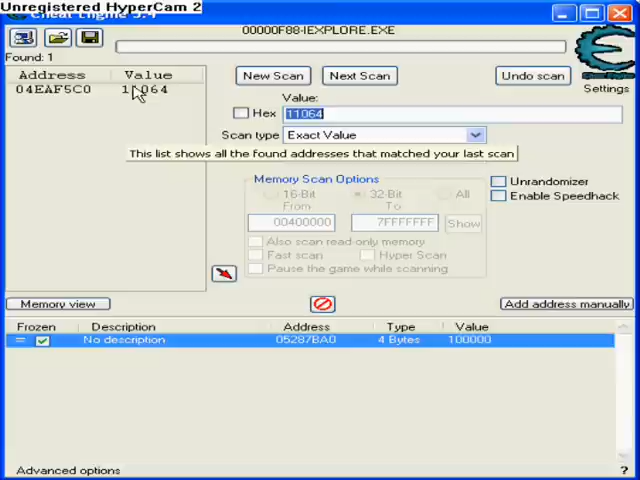 Unregistered HyperCam 2
Cheat Engine 5.4
00000F88-IEXPLORE.EXE
Found: 1
Address Value
04EAF5C0 11064
New Scan Next Scan Undo scan
Settings
Value:
Hex 11064
Scan type Exact Value
This list shows all the found addresses that matched your last scan
Memory Scan Options
16-Bit 32-Bit All
From To
00400000 7FFFFFFF Show
Also scan read-only memory
Fast scan Hyper Scan
Pause the game while scanning
Unrandomizer
Enable Speedhack
Memory view Add address manually
Frozen Description Address Type Value
= No description 05287BA0 4 Bytes 100000
Advanced options ?